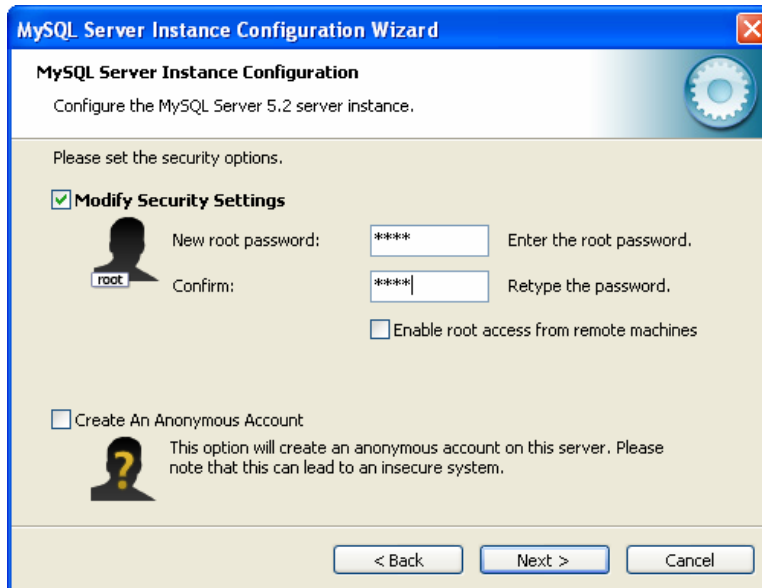 MySQL Server Instance Configuration Wizard
MySQL Server Instance Configuration
Configure the MySQL Server 5.2 server instance.
Please set the security options.
Modify Security Settings
New root password: **** Enter the root password.
root
Confirm: **** Retype the password.
Enable root access from remote machines
Create An Anonymous Account
This option will create an anonymous account on this server. Please
note that this can lead to an insecure system.
< Back Next > Cancel